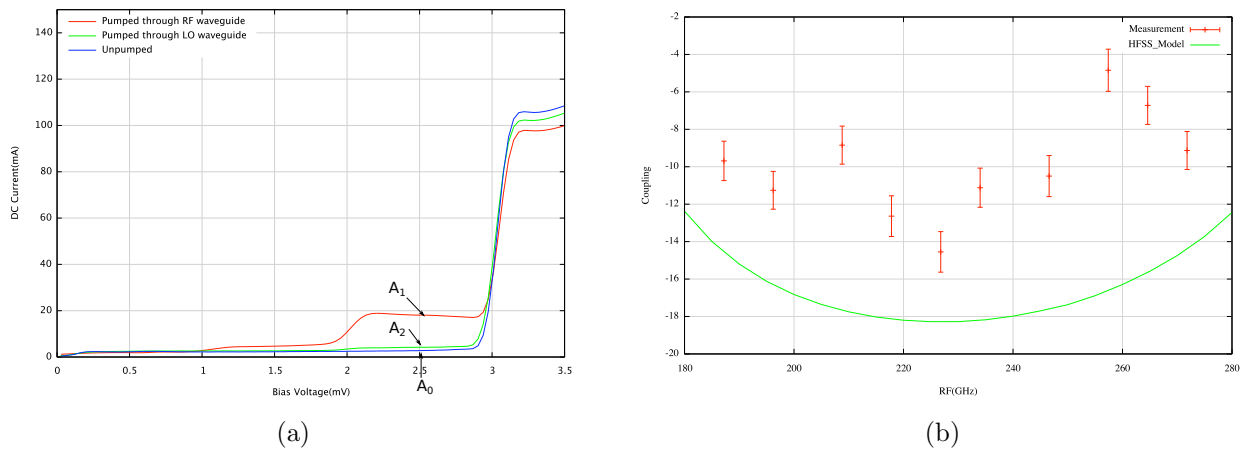 Pumped through RF waveguide
Pumped through LO waveguide
Unpumped
140
120
100
80
60
40
20
0
DC Current(mA)
A1
A2
A0
0 0.5 1 1.5 2 2.5 3 3.5
Bias Voltage(mV)
(a)
Measurement
HFSS_Model
-2
-4
-6
-8
-10
-12
-14
-16
-18
-20
Coupling
180 200 220 240 260 280
RF(GHz)
(b)